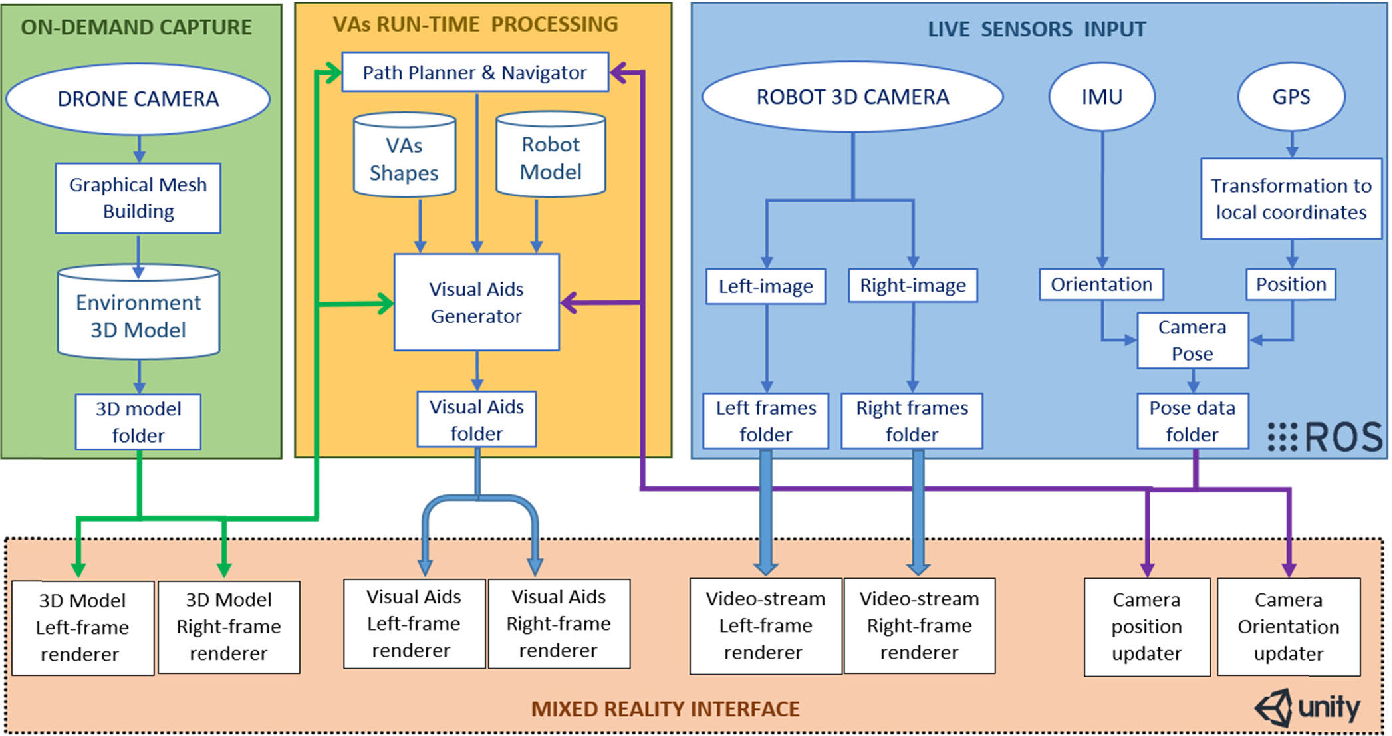 ON-DEMAND CAPTURE
DRONE CAMERA
Graphical Mesh
Building
Environment
3D Model
3D model
folder
VAs RUN-TIME PROCESSING
Path Planner & Navigator
VAs
Shapes
Robot
Model
Visual Aids
Generator
Visual Aids
folder
LIVE SENSORS INPUT
ROBOT 3D CAMERA
IMU
GPS
Transformation to
local coordinates
Left-image
Right-image
Orientation
Position
Camera
Pose
Left frames
folder
Right frames
folder
Pose data
folder
ROS
3D Model
Left-frame
renderer
3D Model
Right-frame
renderer
Visual Aids
Left-frame
renderer
Visual Aids
Right-frame
renderer
Video-stream
Left-frame
renderer
Video-stream
Right-frame
renderer
Camera
position
updater
Camera
Orientation
updater
MIXED REALITY INTERFACE
unity